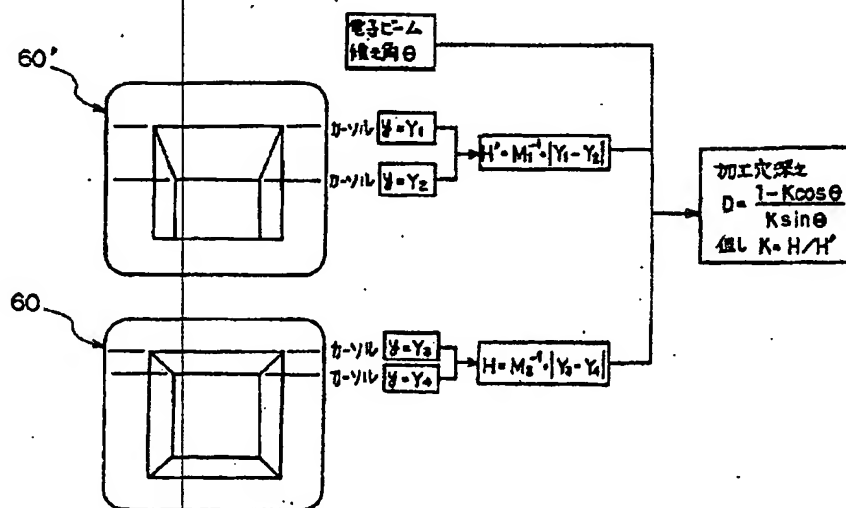 電子ビーム
傾え角θ
60'
カーソル y=Y₁
カーソル y=Y₂
H'=M₁⁻¹・|Y₁-Y₂|
加工穴深え
D= 1-Kcosθ / Ksinθ
但し K=H/H'
60
カーソル y=Y₃
カーソル y=Y₄
H=M₂⁻¹・|Y₃-Y₄|